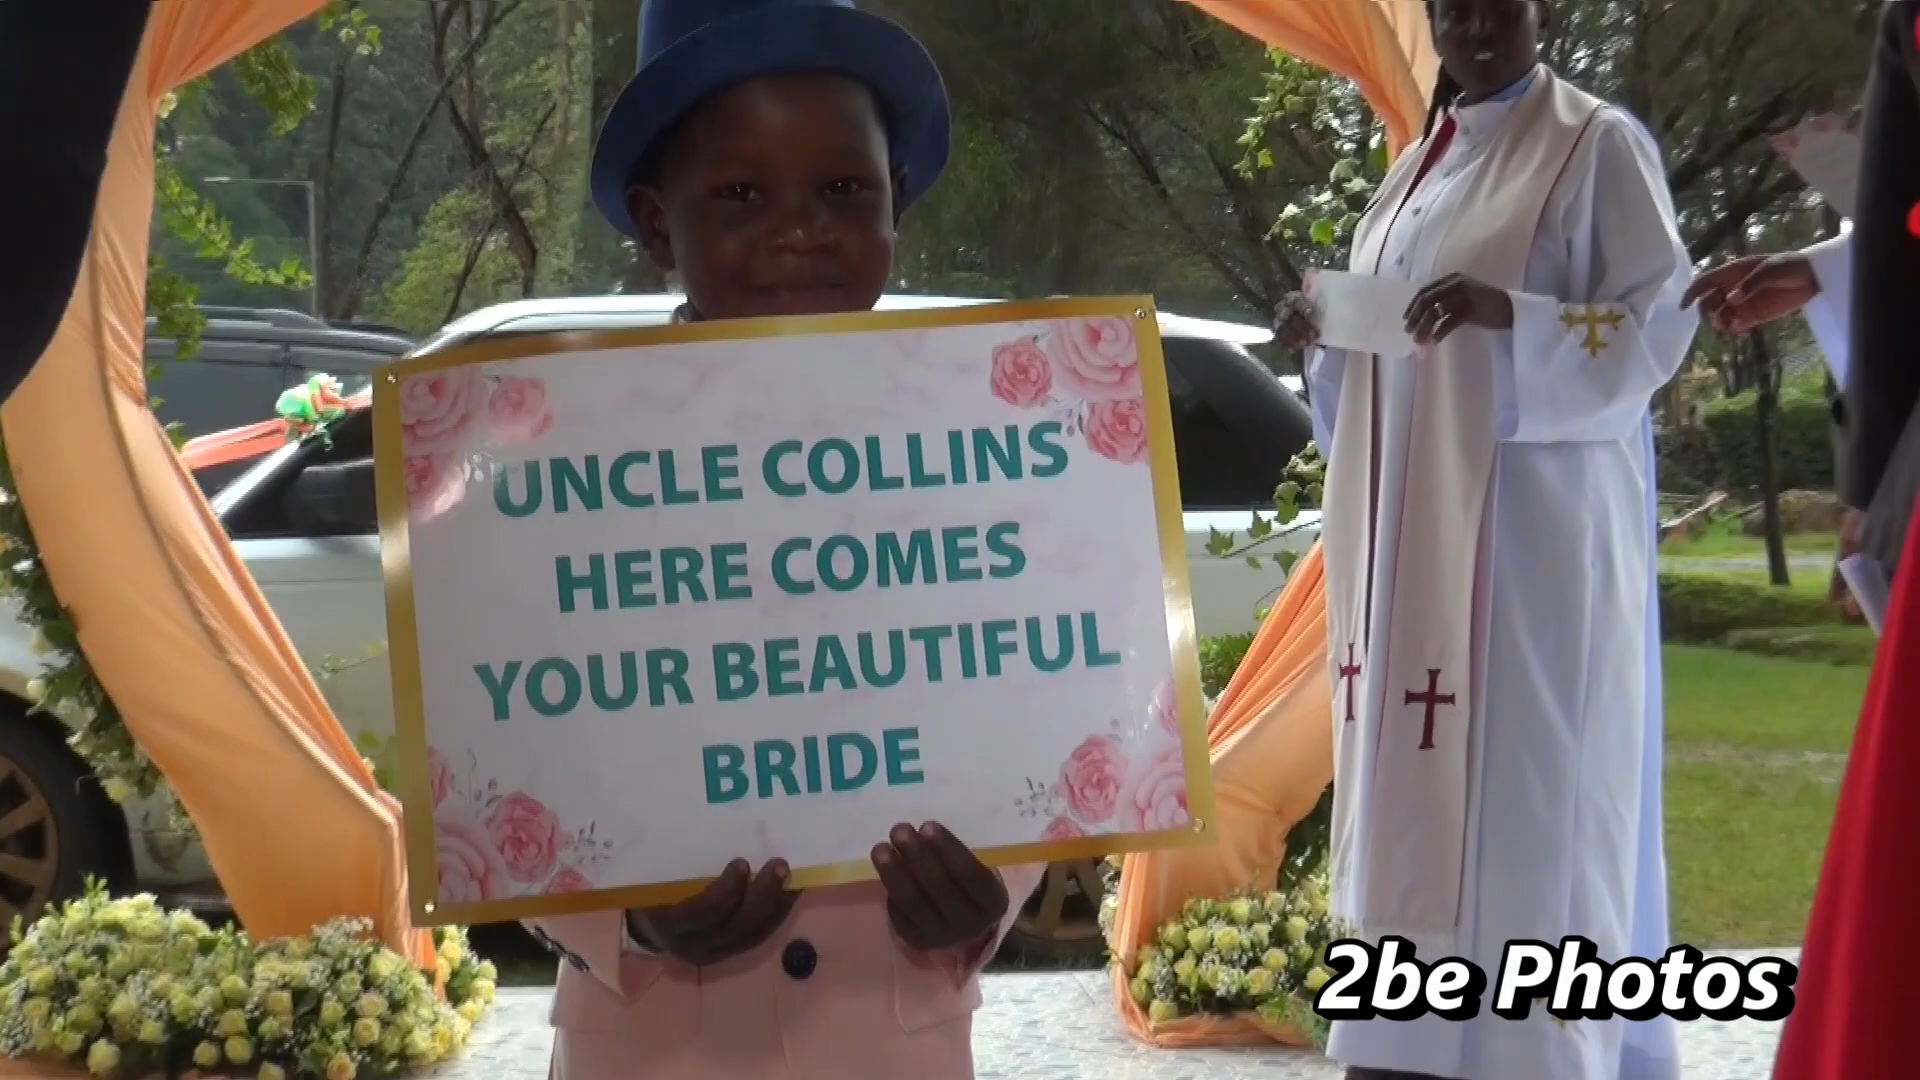 UNCLE COLLINS
HERE COMES
YOUR BEAUTIFUL
BRIDE
2be Photos